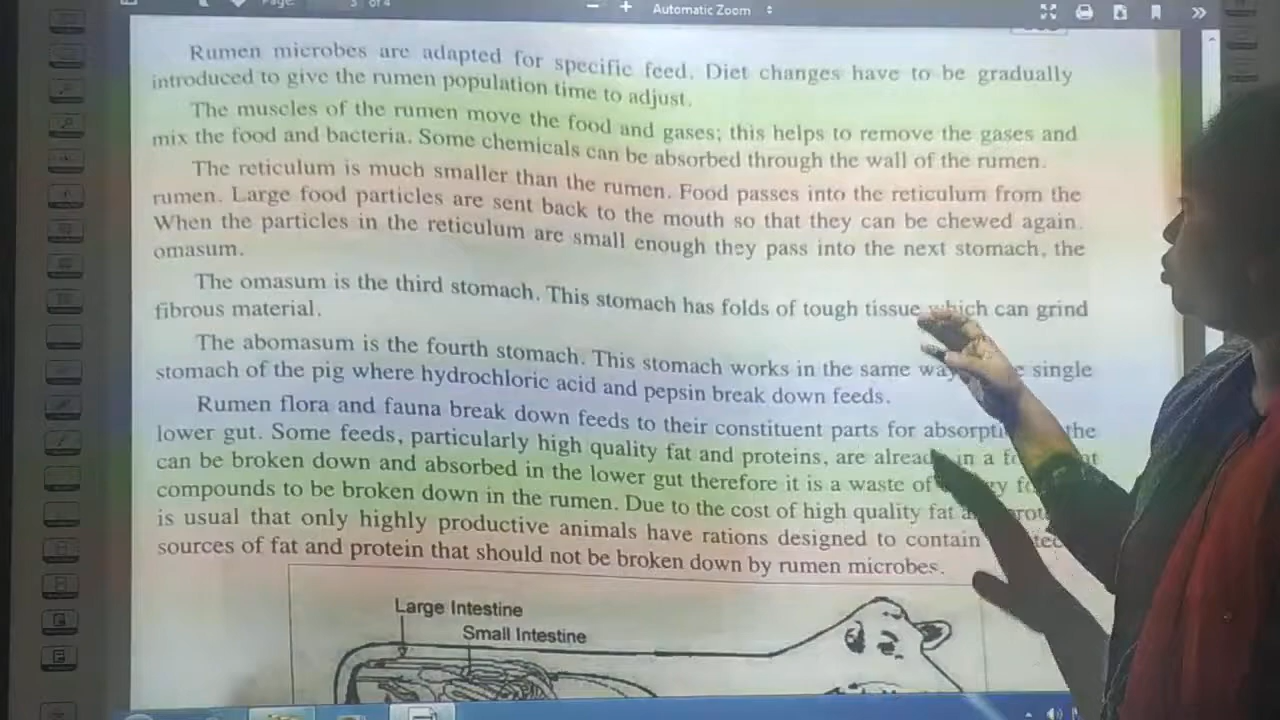 Page: 3 of 4
Automatic Zoom
Rumen microbes are adapted for specific feed. Diet changes have to be gradually
introduced to give the rumen population time to adjust.
The muscles of the rumen move the food and gases; this helps to remove the gases and
mix the food and bacteria. Some chemicals can be absorbed through the wall of the rumen.
The reticulum is much smaller than the rumen. Food passes into the reticulum from the
rumen. Large food particles are sent back to the mouth so that they can be chewed again.
When the particles in the reticulum are small enough they pass into the next stomach, the
omasum.
The omasum is the third stomach. This stomach has folds of tough tissue which can grind
fibrous material.
The abomasum is the fourth stomach. This stomach works in the same way single
stomach of the pig where hydrochloric acid and pepsin break down feeds.
Rumen flora and fauna break down feeds to their constituent parts for the
lower gut. Some feeds, particularly high quality fat and proteins, are already in a
can be broken down and absorbed in the lower gut therefore it is a waste of
compounds to be broken down in the rumen. Due to the cost of high quality fat
is usual that only highly productive animals have rations designed to contain
sources of fat and protein that should not be broken down by rumen microbes.
Large Intestine
Small Intestine